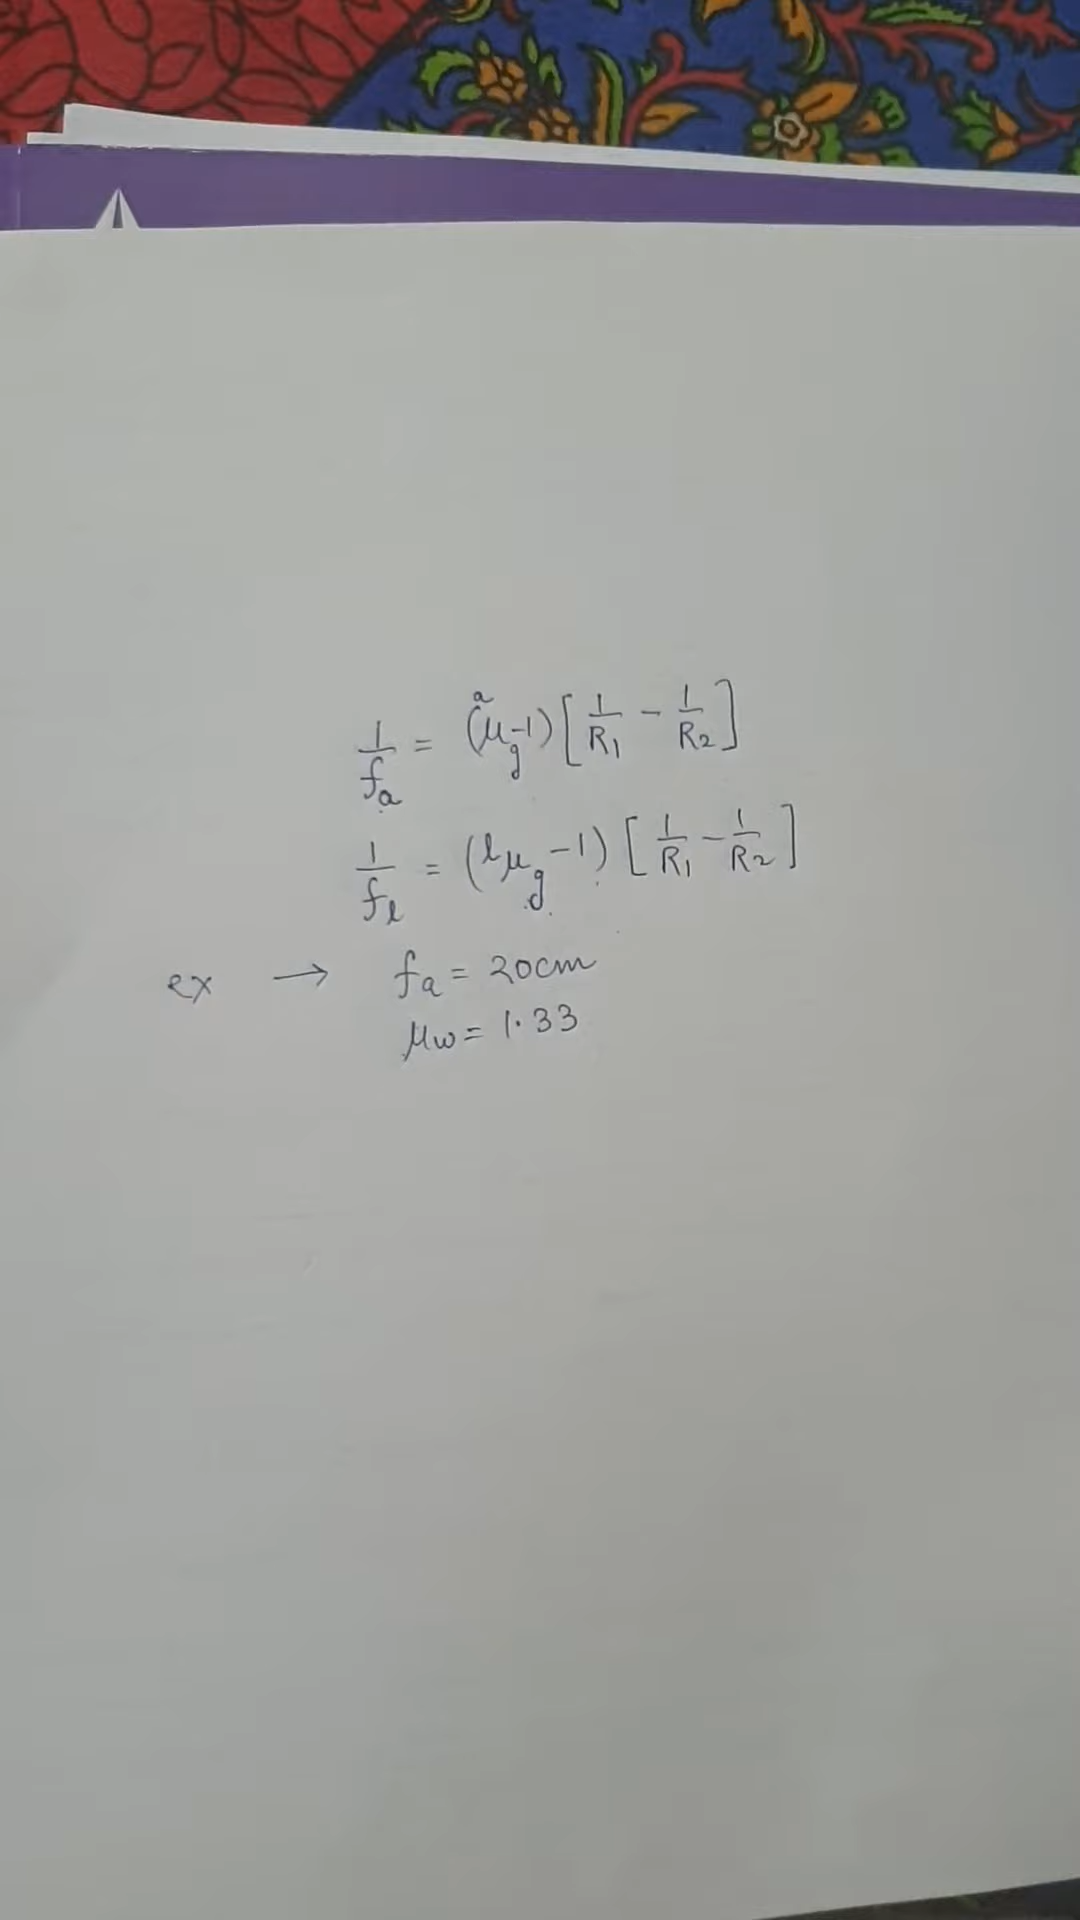 1/fa = (ᵃμg-1) [1/R₁ - 1/R₂]
1/fl = (ˡμg-1) [1/R₁ - 1/R₂]
ex → fa = 20cm
μw = 1.33